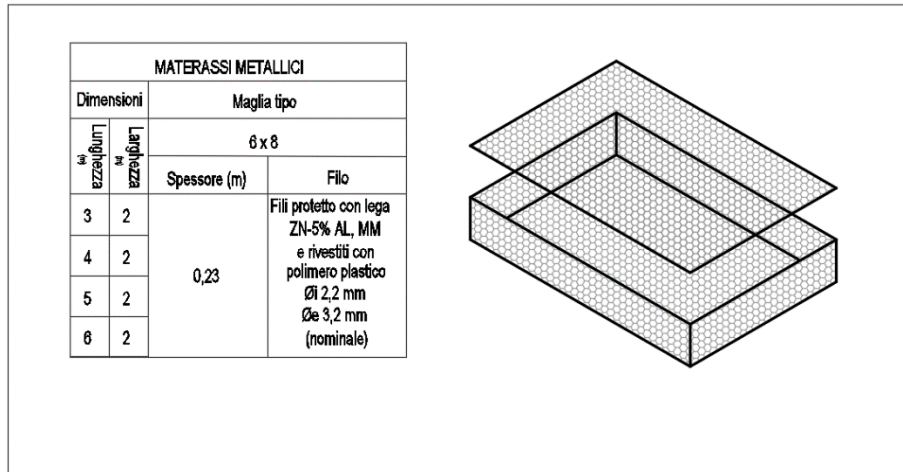 MATERASSI METALLICI
Dimensioni
Maglia tipo
Lunghezza (m)
Larghezza (m)
6 x 8
Spessore (m)
Filo
3
2
4
2
5
2
6
2
0,23
Fili protetto con lega
ZN-5% AL, MM
e rivestiti con
polimero plastico
Øi 2,2 mm
Øe 3,2 mm
(nominale)